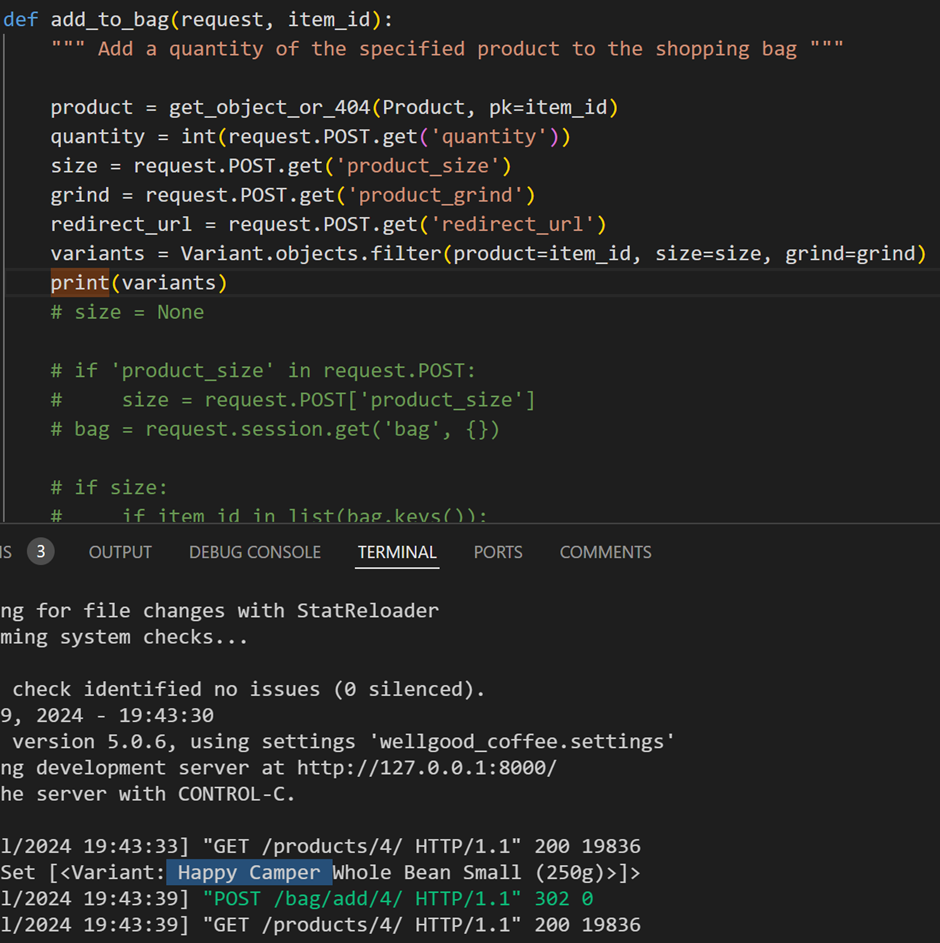 def add_to_bag(request, item_id):
""" Add a quantity of the specified product to the shopping bag """
product = get_object_or_404(Product, pk=item_id)
quantity = int(request.POST.get('quantity'))
size = request.POST.get('product_size')
grind = request.POST.get('product_grind')
redirect_url = request.POST.get('redirect_url')
variants = Variant.objects.filter(product=item_id, size=size, grind=grind)
print(variants)
# size = None
# if 'product_size' in request.POST:
#     size = request.POST['product_size']
# bag = request.session.get('bag', {})
# if size:
#     if item_id in list(bag.keys()):
MS 3 OUTPUT DEBUG CONSOLE TERMINAL PORTS COMMENTS
ng for file changes with StatReloader
ming system checks...
check identified no issues (0 silenced).
9, 2024 - 19:43:30
version 5.0.6, using settings 'wellgood_coffee.settings'
ng development server at http://127.0.0.1:8000/
he server with CONTROL-C.
l/2024 19:43:33] "GET /products/4/ HTTP/1.1" 200 19836
Set [<Variant: Happy Camper Whole Bean Small (250g)>]>
l/2024 19:43:39] "POST /bag/add/4/ HTTP/1.1" 302 0
l/2024 19:43:39] "GET /products/4/ HTTP/1.1" 200 19836